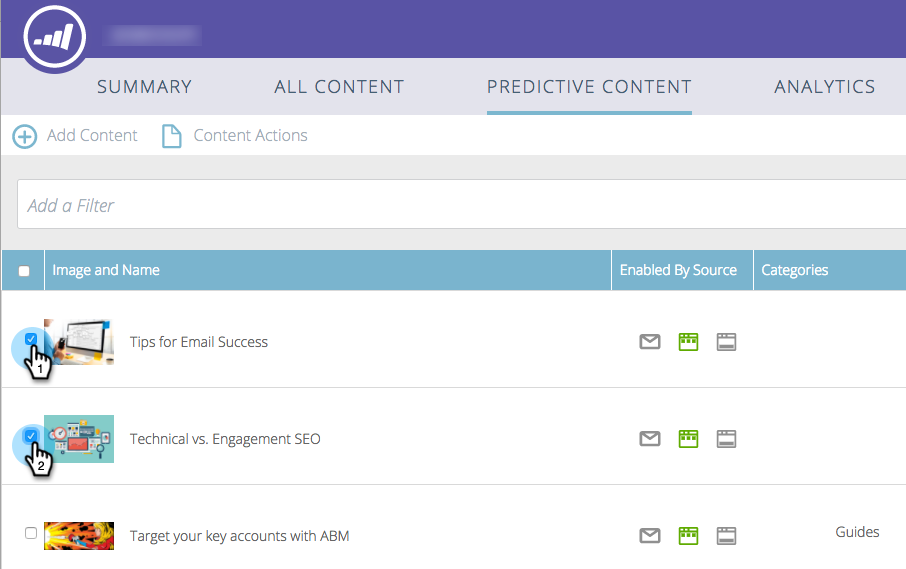 SUMMARY ALL CONTENT PREDICTIVE CONTENT ANALYTICS
Add Content Content Actions
Add a Filter
Image and Name Enabled By Source Categories
Tips for Email Success
1
Technical vs. Engagement SEO
2
Target your key accounts with ABM Guides